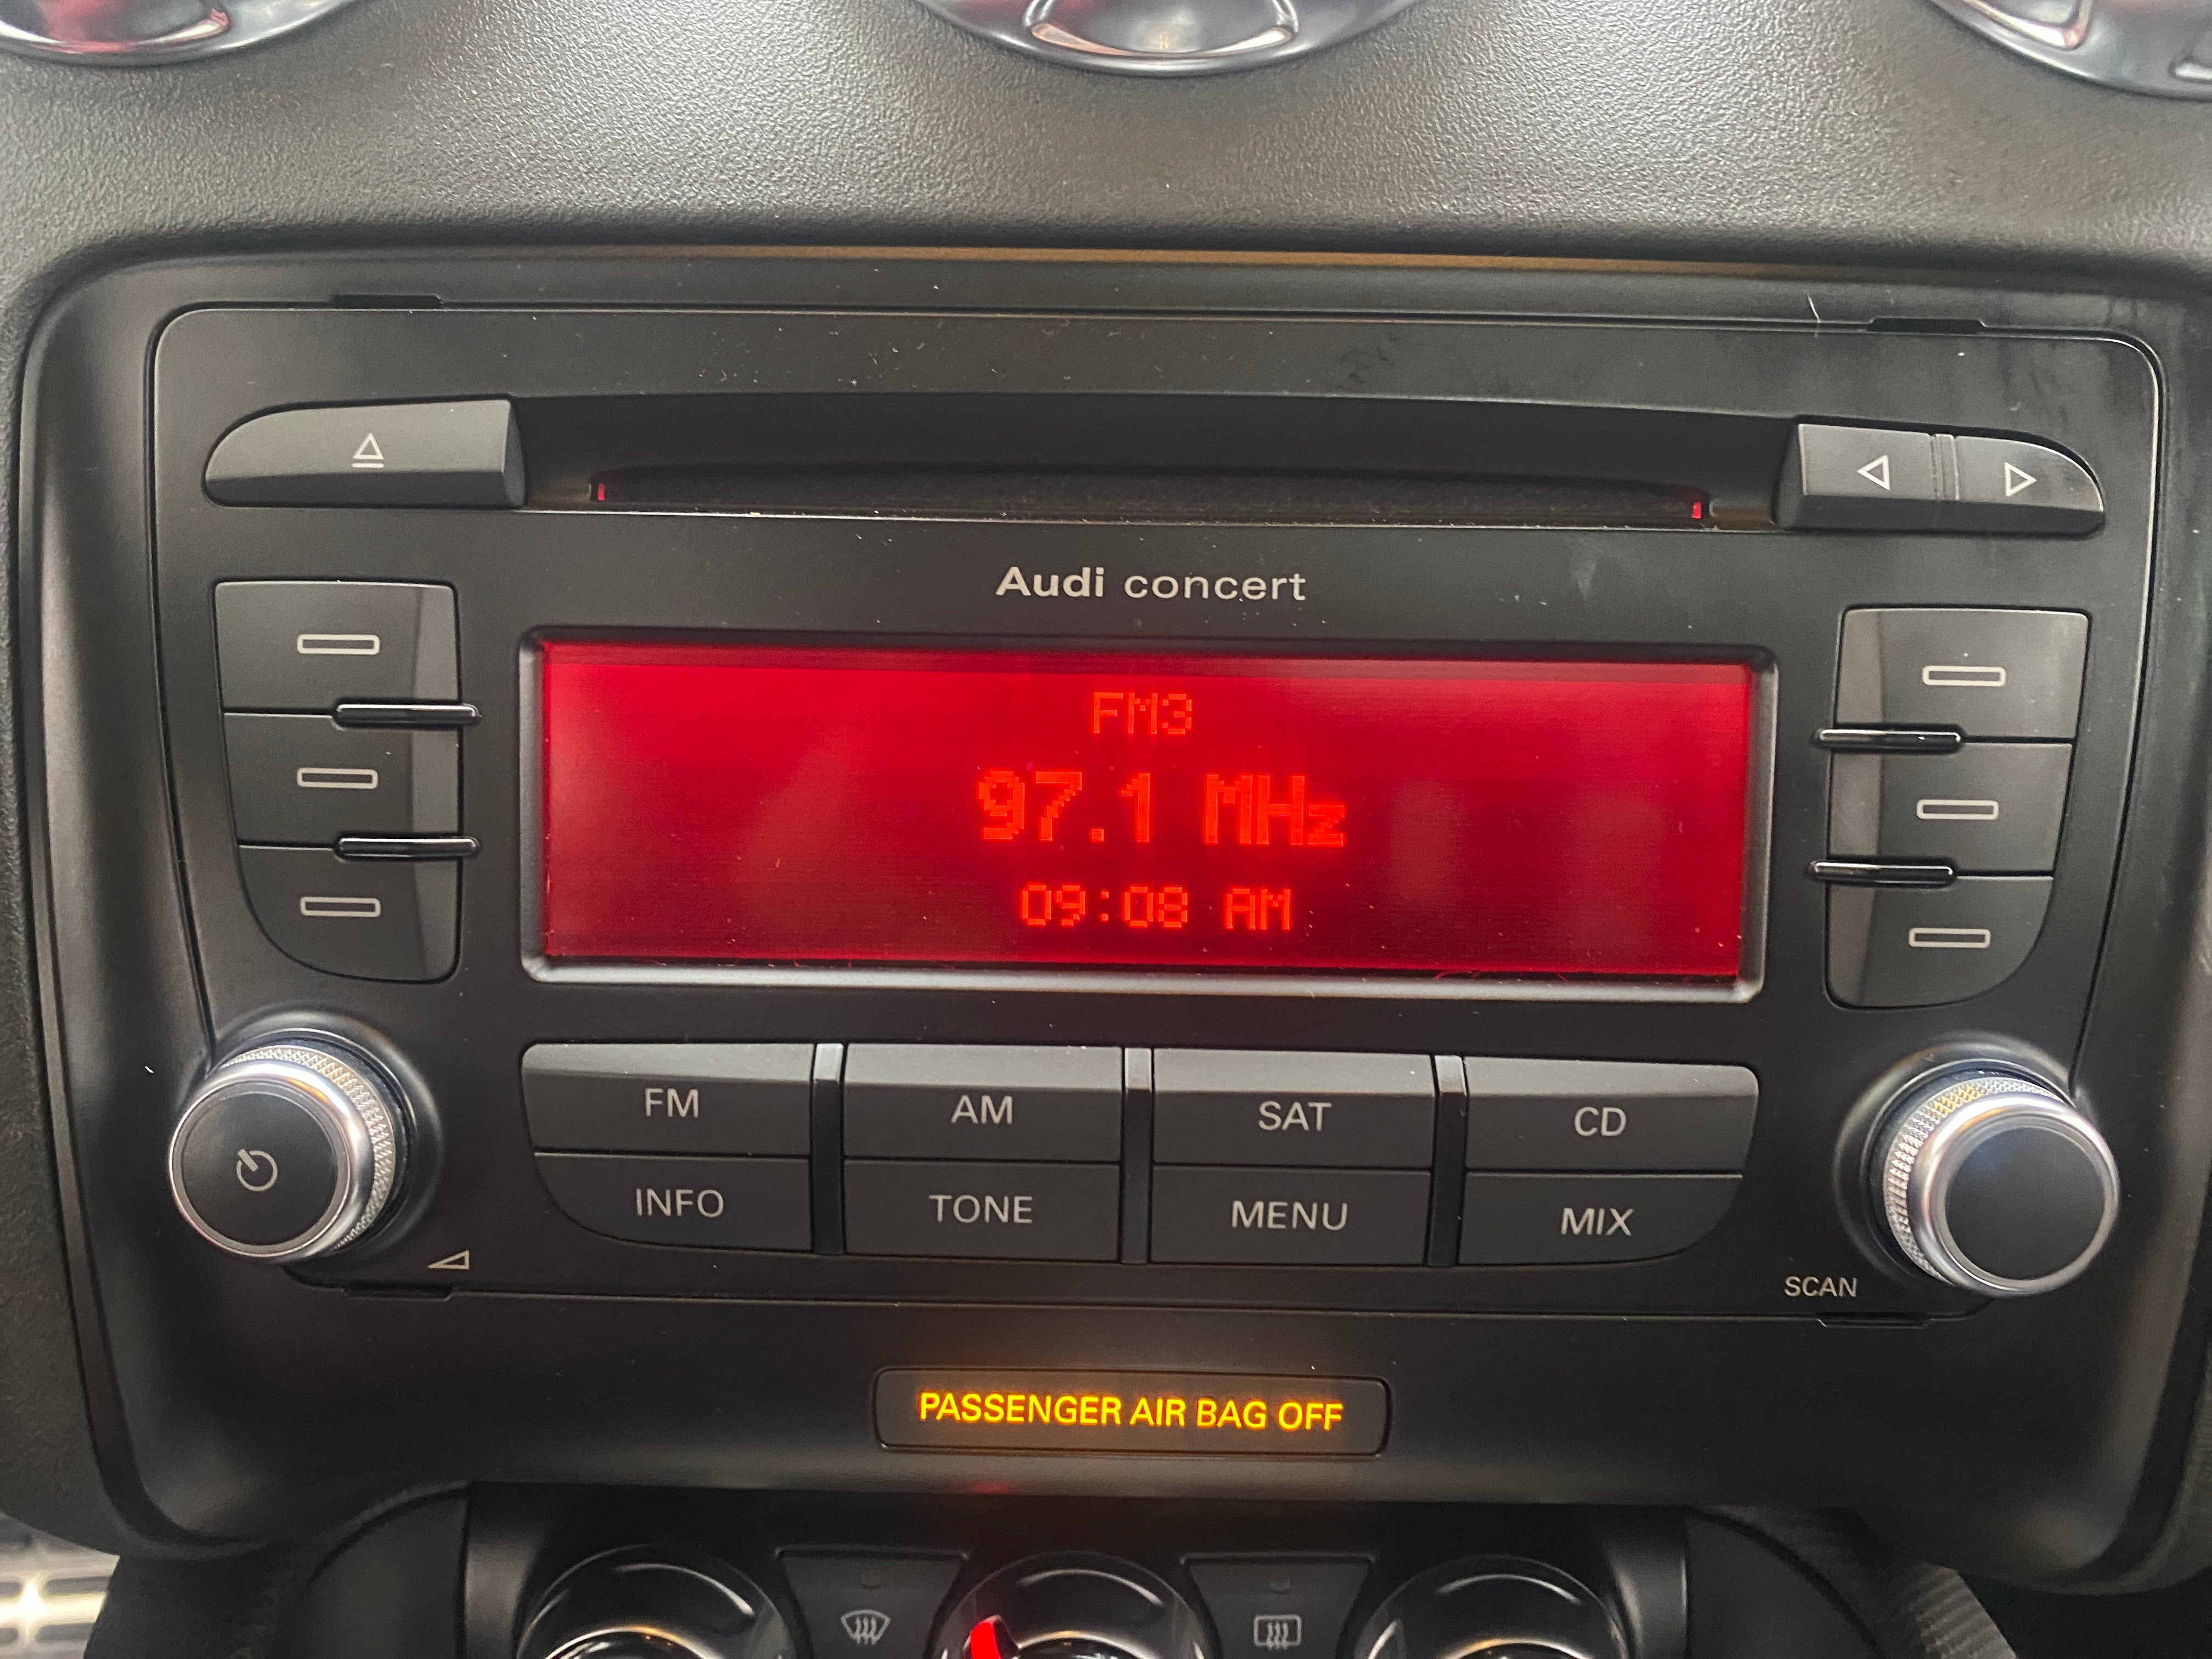 Audi concert
FM3
97.1 MHz
09:08 AM
FM AM SAT CD
INFO TONE MENU MIX
SCAN
PASSENGER AIR BAG OFF